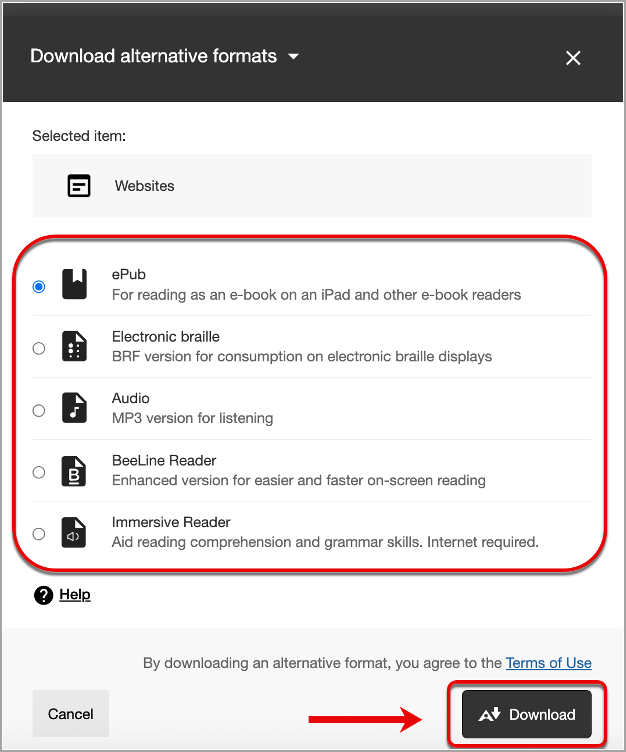 Download alternative formats
Selected item:
Websites
ePub
For reading as an e-book on an iPad and other e-book readers
Electronic braille
BRF version for consumption on electronic braille displays
Audio
MP3 version for listening
BeeLine Reader
Enhanced version for easier and faster on-screen reading
Immersive Reader
Aid reading comprehension and grammar skills. Internet required.
Help
By downloading an alternative format, you agree to the Terms of Use
Cancel
Download